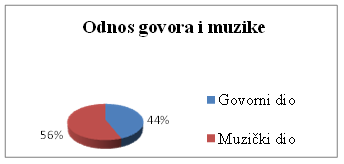 Odnos govora i muzike
44%
56%
Govorni dio
Muzički dio